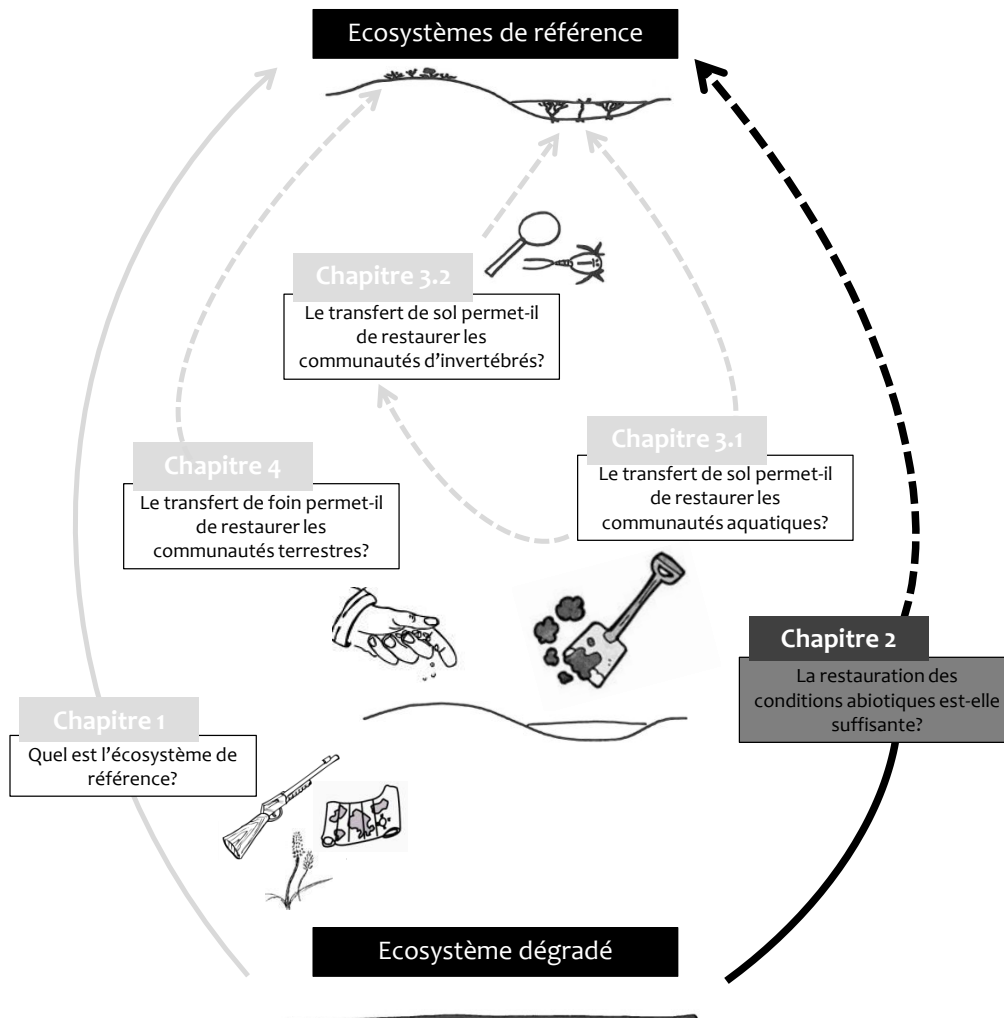 Ecosystèmes de référence
Chapitre 3.2
Le transfert de sol permet-il
de restaurer les
communautés d'invertébrés?
Chapitre 4
Le transfert de foin permet-il
de restaurer les
communautés terrestres?
Chapitre 3.1
Le transfert de sol permet-il
de restaurer les
communautés aquatiques?
Chapitre 2
La restauration des
conditions abiotiques est-elle
suffisante?
Chapitre 1
Quel est l'écosystème de
référence?
Ecosystème dégradé